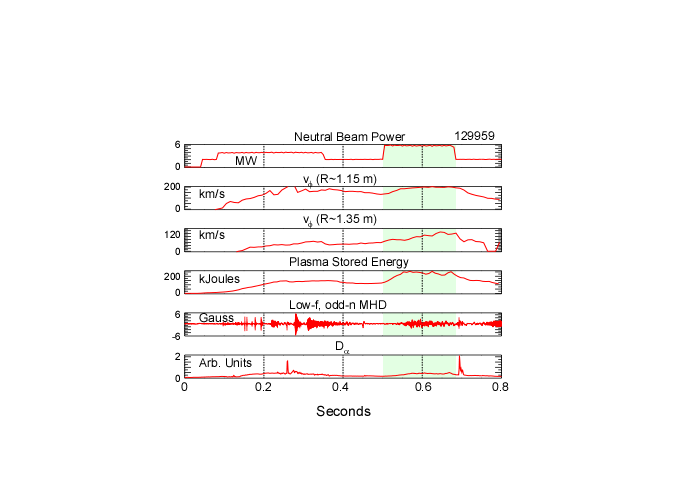 Neutral Beam Power 129959
6
MW
0
vϕ (R~1.15 m)
200
km/s
0
vϕ (R~1.35 m)
120
km/s
0
Plasma Stored Energy
200
kJoules
0
Low-f, odd-n MHD
6
Gauss
-6
Dα
2
Arb. Units
0
0 0.2 0.4 0.6 0.8
Seconds